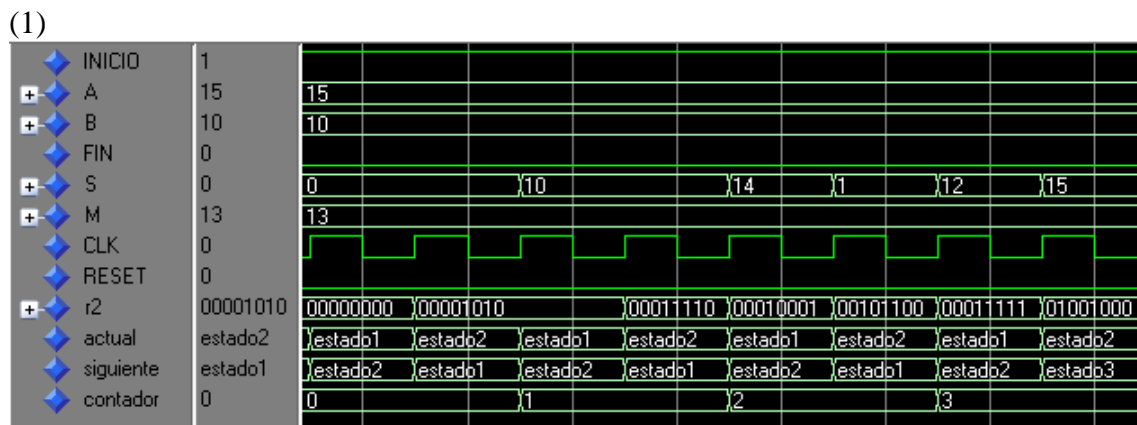 (1)
INICIO 1
A 15 15
B 10 10
FIN 0
S 0 0 10 14 1 12 15
M 13 13
CLK 0
RESET 0
r2 00001010 00000000 00001010 00011110 00010001 00101100 00011111 01001000
actual estado2 estado1 estado2 estado1 estado2 estado2 estado1 estado2
siguiente estado1 estado2 estado1 estado2 estado1 estado2 estado1 estado2 estado3
contador 0 0 1 2 3